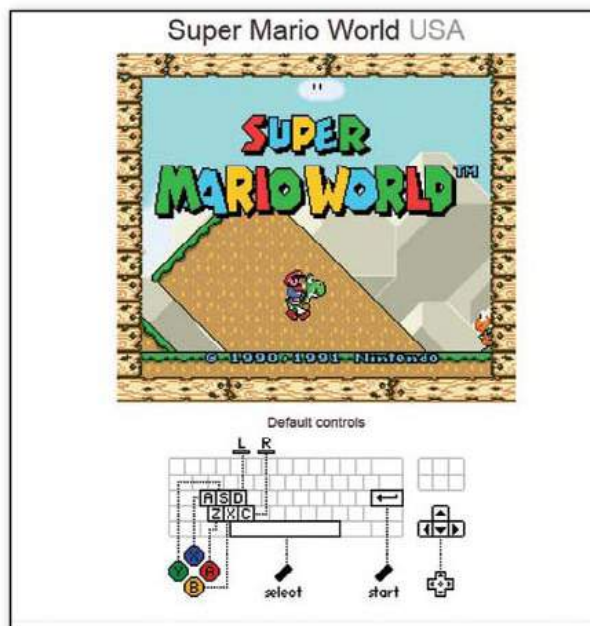 Super Mario World USA
SUPER
MARIO WORLD TM
© 1990,1991 Nintendo
Default controls
L R
A S D
Z X C
X
Y A
B
select start